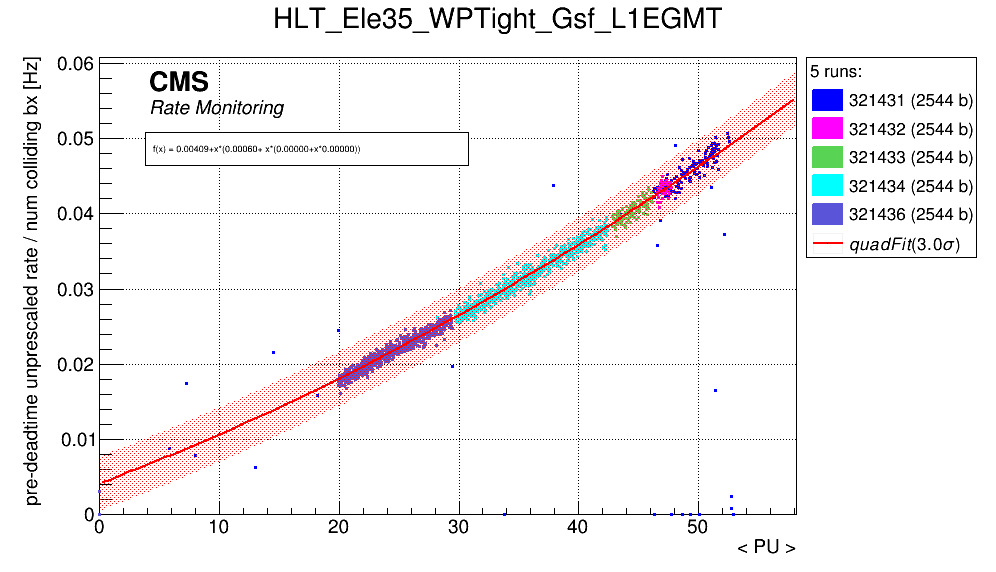 HLT_Ele35_WPTight_Gsf_L1EGMT
pre-deadtime unprescaled rate / num colliding bx [Hz]
0.06
0.05
0.04
0.03
0.02
0.01
0
CMS
Rate Monitoring
f(x) = 0.00409+x*(0.00060+ x*(0.00000+x*0.00000))
0 10 20 30 40 50
< PU >
5 runs:
321431 (2544 b)
321432 (2544 b)
321433 (2544 b)
321434 (2544 b)
321436 (2544 b)
quadFit(3.0σ)